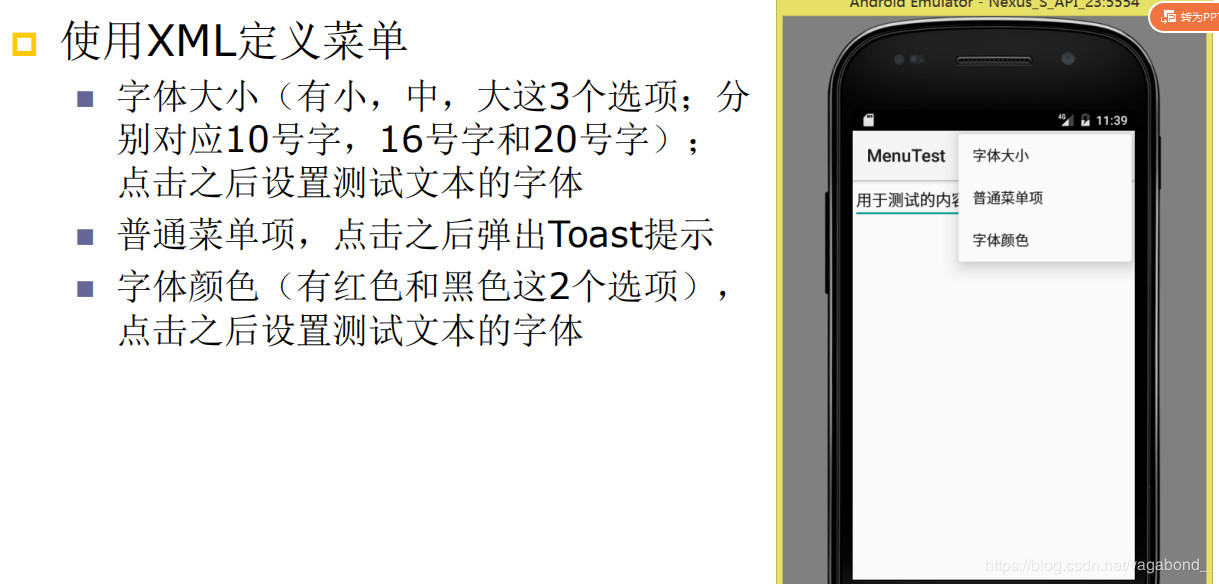 使用XML定义菜单
字体大小（有小，中，大这3个选项；分
别对应10号字，16号字和20号字）；
点击之后设置测试文本的字体
普通菜单项，点击之后弹出Toast提示
字体颜色（有红色和黑色这2个选项），
点击之后设置测试文本的字体
Android Emulator - Nexus_S_API_23:5554
转为PPT
4G
11:39
MenuTest
字体大小
用于测试的内容
普通菜单项
字体颜色
https://blog.csdn.net/vagabond_